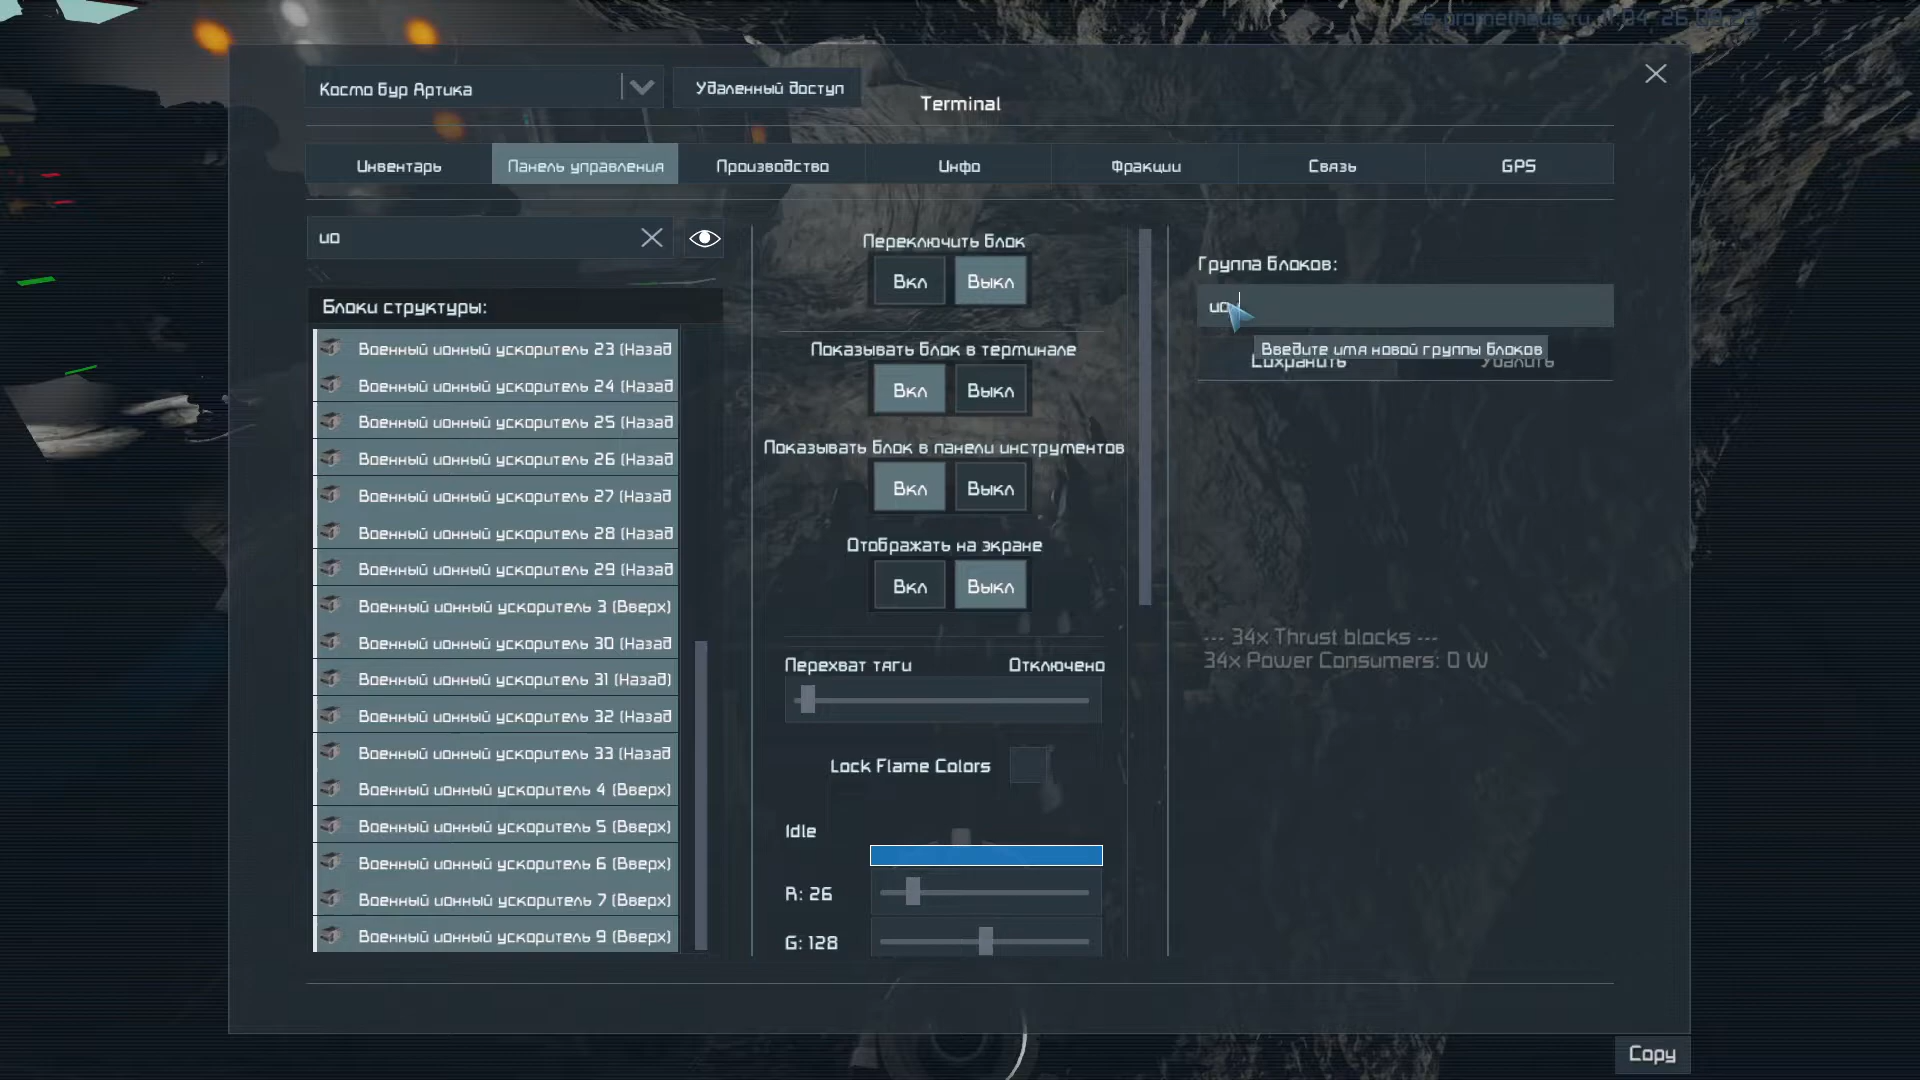 Космо бур Артика
Удаленный доступ
Terminal
Инвентарь
Панель управления
Производство
Инфо
Фракции
Связь
GPS
ио
Блоки структуры:
Военный ионный ускоритель 23 (Назад
Военный ионный ускоритель 24 (Назад
Военный ионный ускоритель 25 (Назад
Военный ионный ускоритель 26 (Назад
Военный ионный ускоритель 27 (Назад
Военный ионный ускоритель 28 (Назад
Военный ионный ускоритель 29 (Назад
Военный ионный ускоритель 3 (Вверх)
Военный ионный ускоритель 30 (Назад
Военный ионный ускоритель 31 (Назад)
Военный ионный ускоритель 32 (Назад
Военный ионный ускоритель 33 (Назад
Военный ионный ускоритель 4 (Вверх)
Военный ионный ускоритель 5 (Вверх)
Военный ионный ускоритель 6 (Вверх)
Военный ионный ускоритель 7 (Вверх)
Военный ионный ускоритель 9 (Вверх)
Переключить блок
Вкл Выкл
Показывать блок в терминале
Вкл Выкл
Показывать блок в панели инструментов
Вкл Выкл
Отображать на экране
Вкл Выкл
Перехват тяги Отключено
Lock Flame Colors
Idle
R: 26
G: 128
Группа блоков:
ио
Введите имя новой группы блоков
Сохранить Удалить
--- 34x Thrust blocks ---
34x Power Consumers: 0 W
Copy